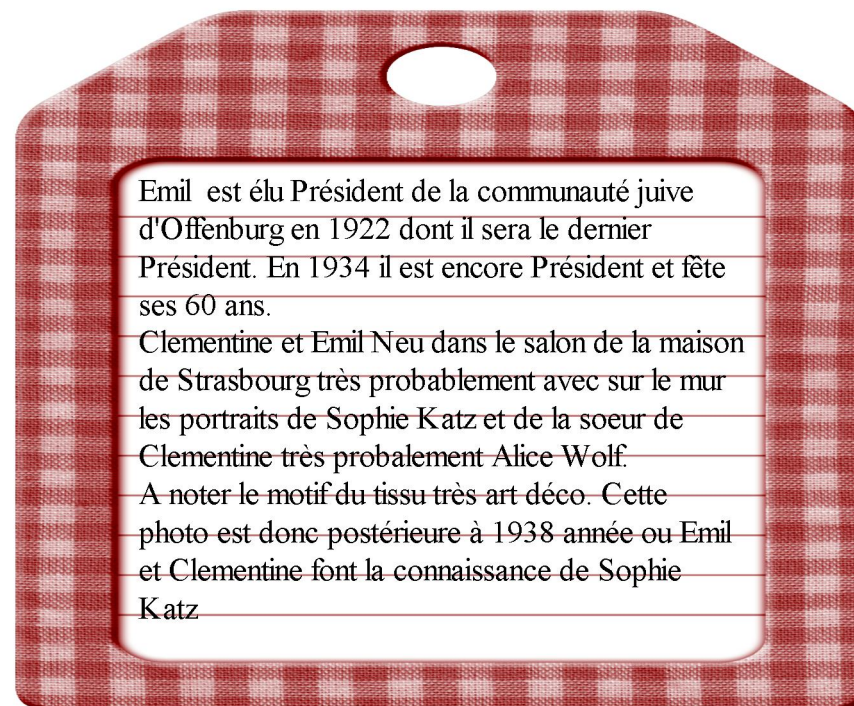 Emil est élu Président de la communauté juive
d'Offenburg en 1922 dont il sera le dernier
Président. En 1934 il est encore Président et fête
ses 60 ans.
Clementine et Emil Neu dans le salon de la maison
de Strasbourg très probablement avec sur le mur
les portraits de Sophie Katz et de la soeur de
Clementine très probalement Alice Wolf.
A noter le motif du tissu très art déco. Cette
photo est donc postérieure à 1938 année ou Emil
et Clementine font la connaissance de Sophie
Katz